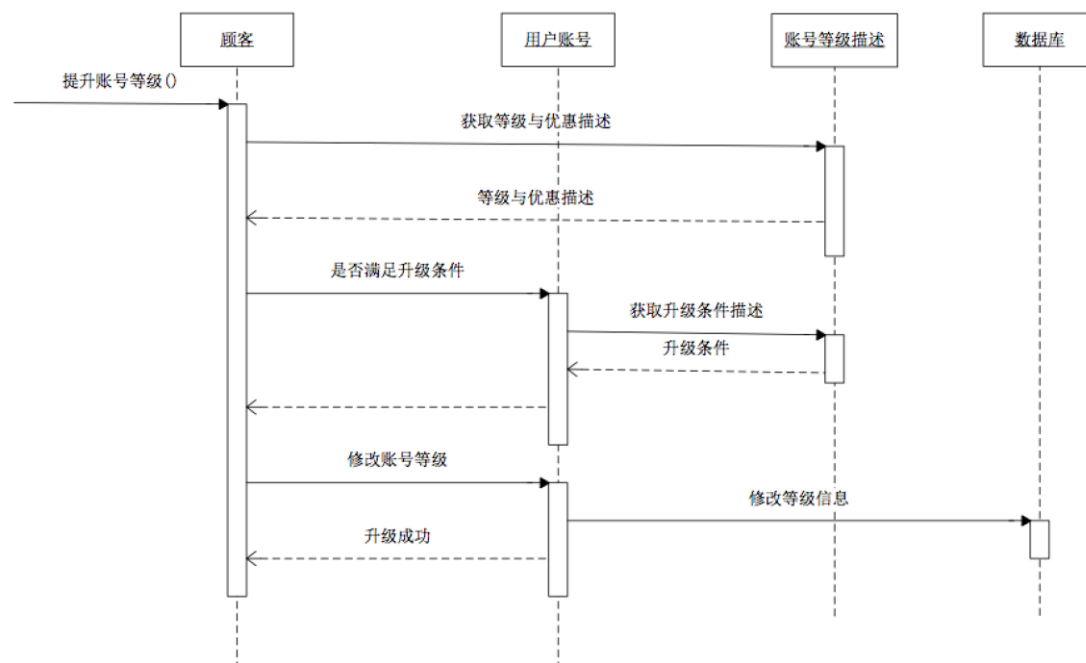 顾客
用户账号
账号等级描述
数据库
提升账号等级()
获取等级与优惠描述
等级与优惠描述
是否满足升级条件
获取升级条件描述
升级条件
修改账号等级
修改等级信息
升级成功